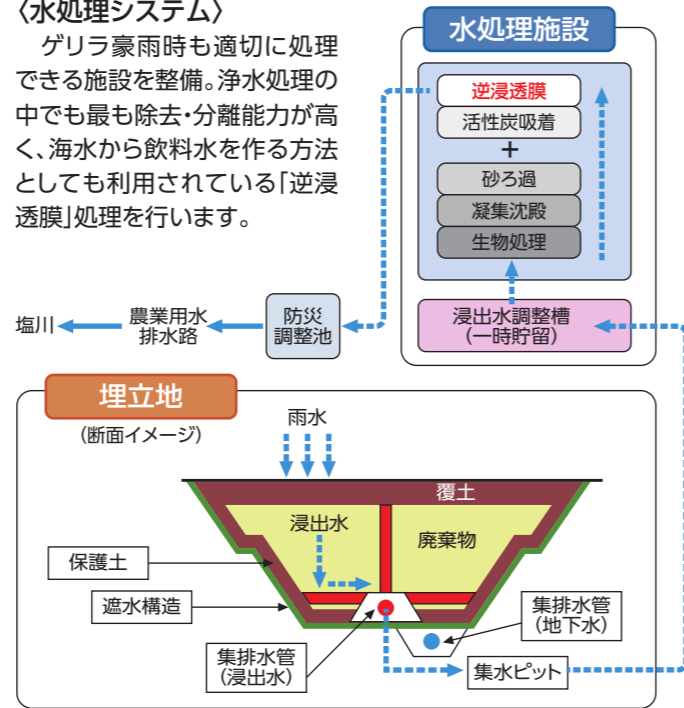 〈水処理システム〉
ゲリラ豪雨時も適切に処理
できる施設を整備。浄水処理の
中でも最も除去・分離能力が高
く、海水から飲料水を作る方法
としても利用されている「逆浸
透膜」処理を行います。
水処理施設
逆浸透膜
活性炭吸着
+
砂ろ過
凝集沈殿
生物処理
浸出水調整槽
(一時貯留)
防災
調整池
農業用水
排水路
塩川
埋立地
(断面イメージ)
雨水
覆土
浸出水
廃棄物
保護土
遮水構造
集排水管
(浸出水)
集排水管
(地下水)
集水ピット